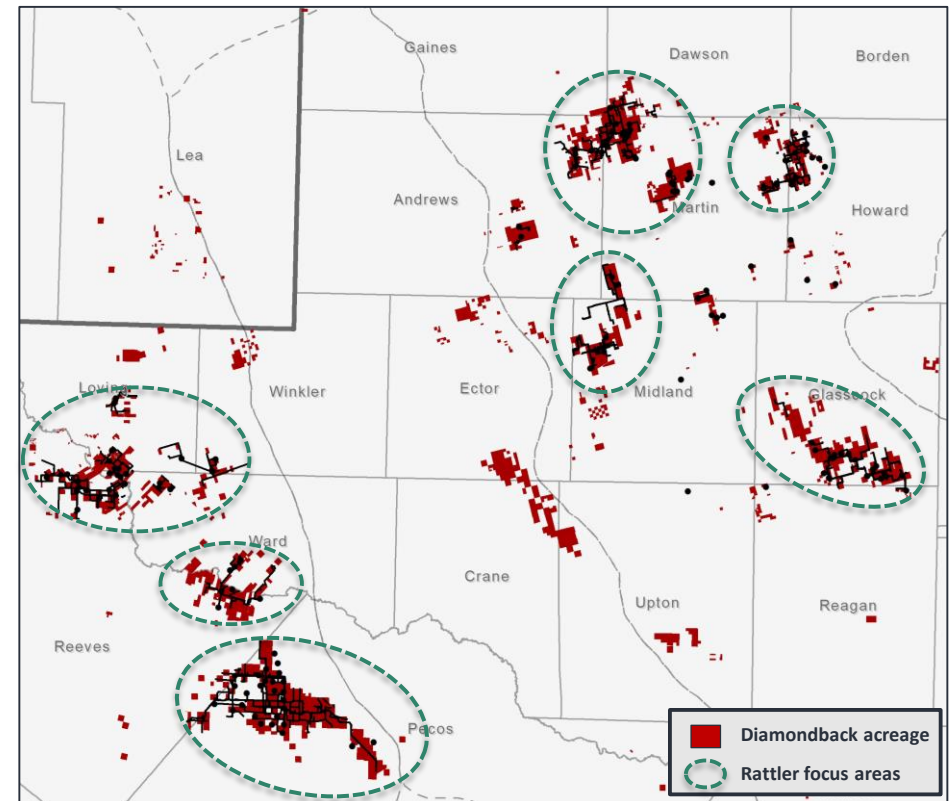 Gaines
Dawson
Borden
Lea
Andrews
Martin
Howard
Loving
Winkler
Ector
Midland
Glasscock
Ward
Crane
Upton
Reagan
Reeves
Pecos
Diamondback acreage
Rattler focus areas